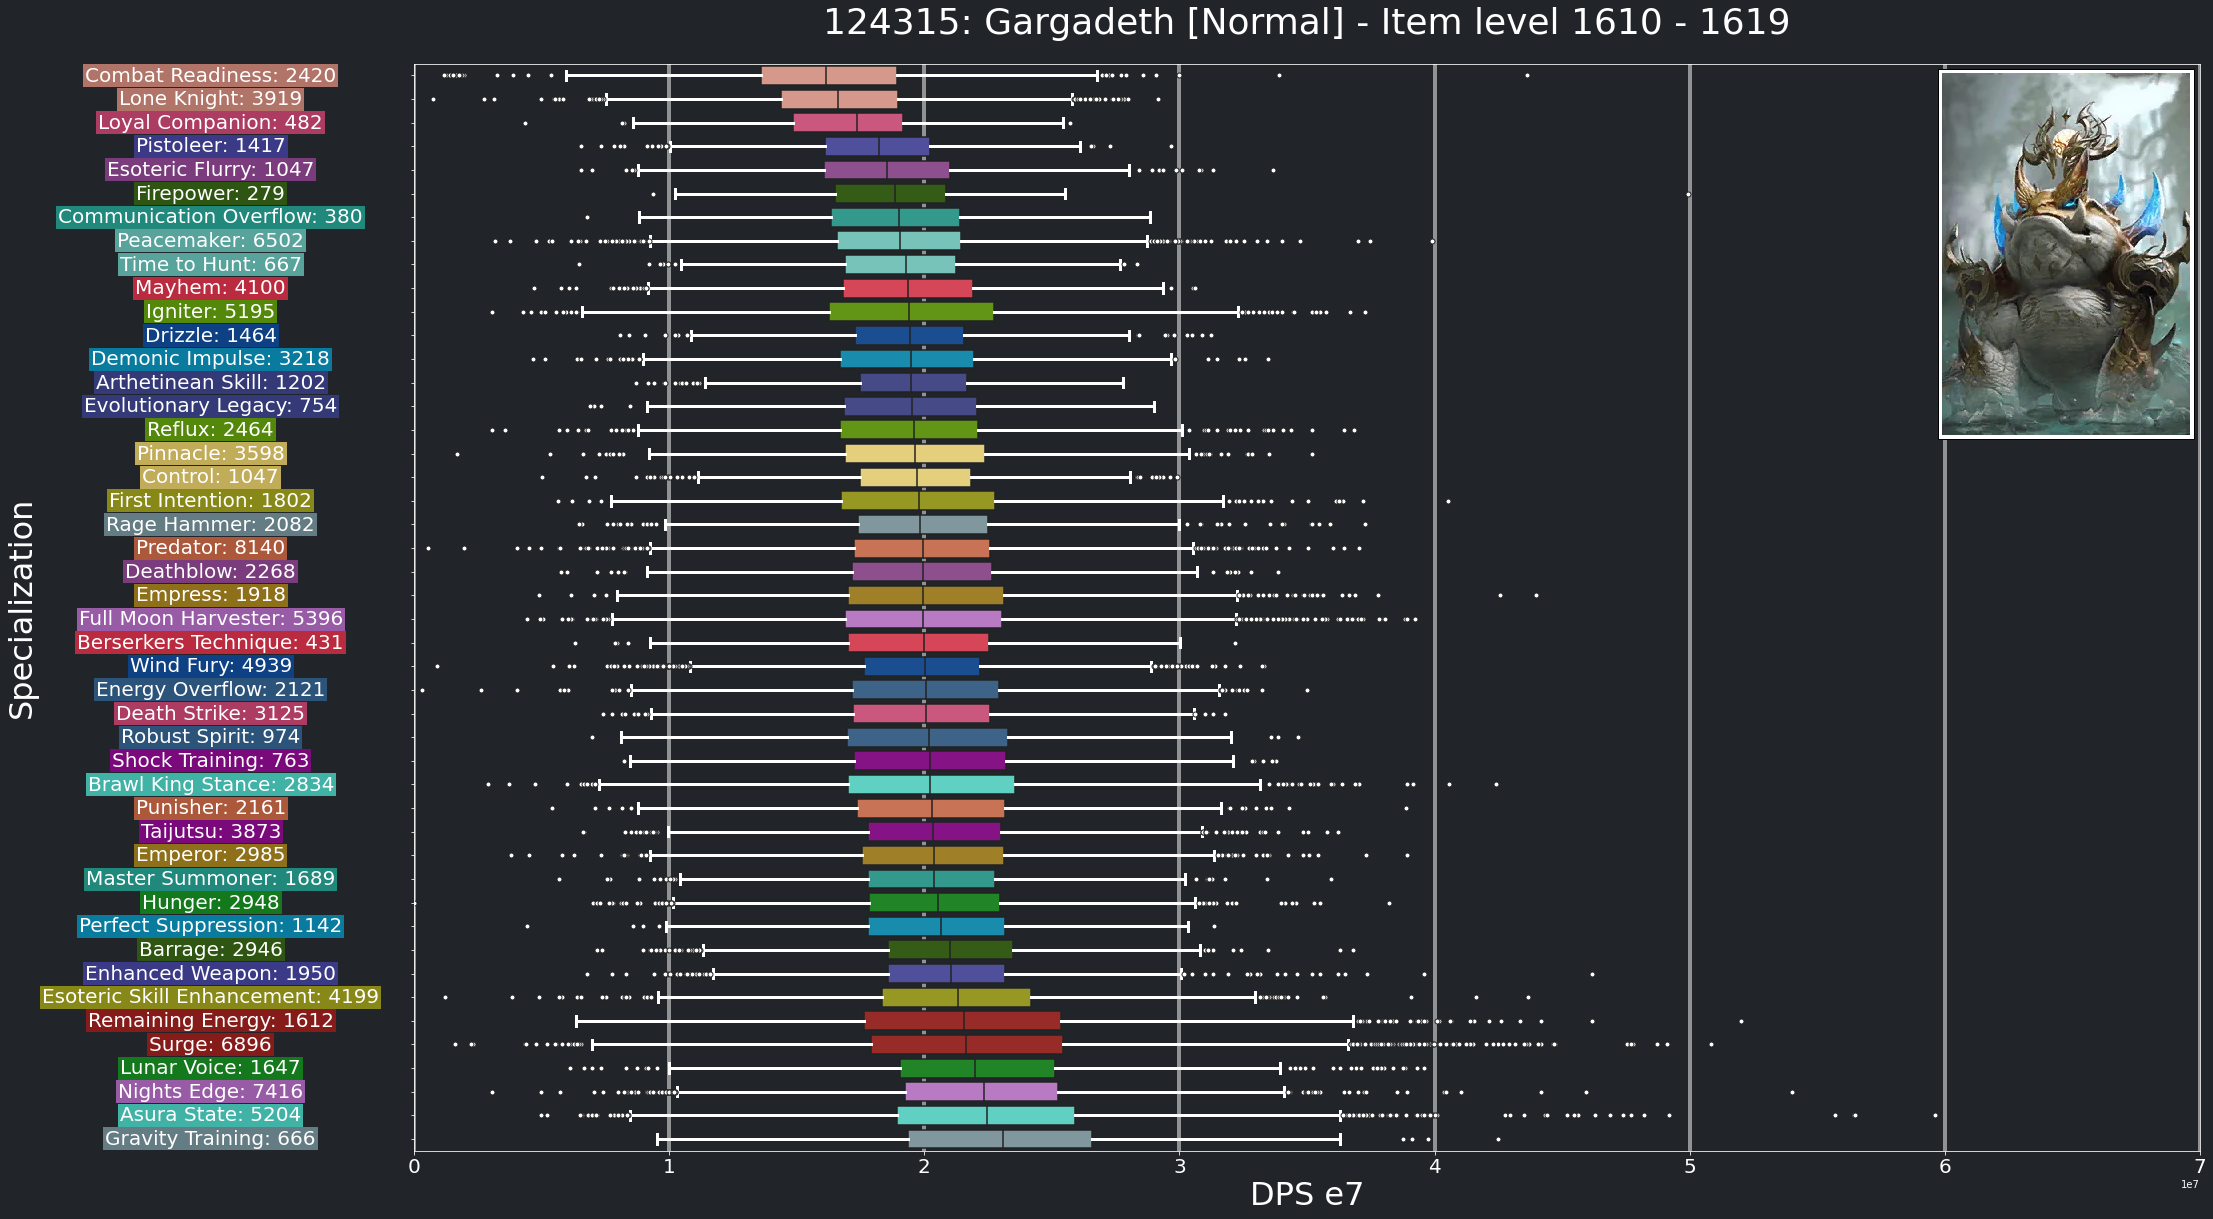 124315: Gargadeth [Normal] - Item level 1610 - 1619
Specialization
Combat Readiness: 2420
Lone Knight: 3919
Loyal Companion: 482
Pistoleer: 1417
Esoteric Flurry: 1047
Firepower: 279
Communication Overflow: 380
Peacemaker: 6502
Time to Hunt: 667
Mayhem: 4100
Igniter: 5195
Drizzle: 1464
Demonic Impulse: 3218
Arthetinean Skill: 1202
Evolutionary Legacy: 754
Reflux: 2464
Pinnacle: 3598
Control: 1047
First Intention: 1802
Rage Hammer: 2082
Predator: 8140
Deathblow: 2268
Empress: 1918
Full Moon Harvester: 5396
Berserkers Technique: 431
Wind Fury: 4939
Energy Overflow: 2121
Death Strike: 3125
Robust Spirit: 974
Shock Training: 763
Brawl King Stance: 2834
Punisher: 2161
Taijutsu: 3873
Emperor: 2985
Master Summoner: 1689
Hunger: 2948
Perfect Suppression: 1142
Barrage: 2946
Enhanced Weapon: 1950
Esoteric Skill Enhancement: 4199
Remaining Energy: 1612
Surge: 6896
Lunar Voice: 1647
Nights Edge: 7416
Asura State: 5204
Gravity Training: 666
0 1 2 3 4 5 6 7
1e7
DPS e7